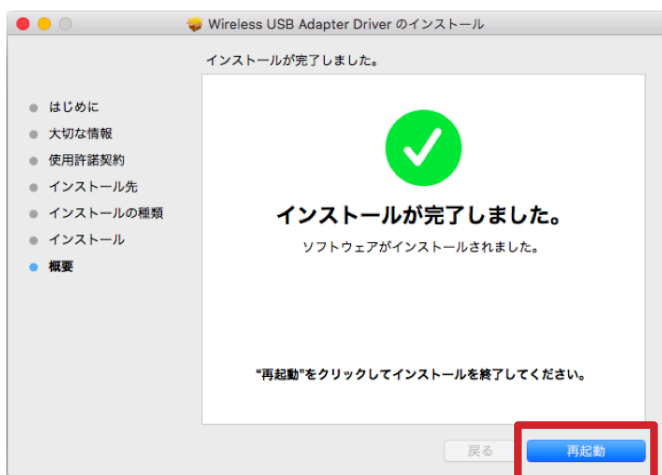 Wireless USB Adapter Driver のインストール
インストールが完了しました。
はじめに
大切な情報
使用許諾契約
インストール先
インストールの種類
インストール
概要
インストールが完了しました。
ソフトウェアがインストールされました。
“再起動”をクリックしてインストールを終了してください。
戻る
再起動